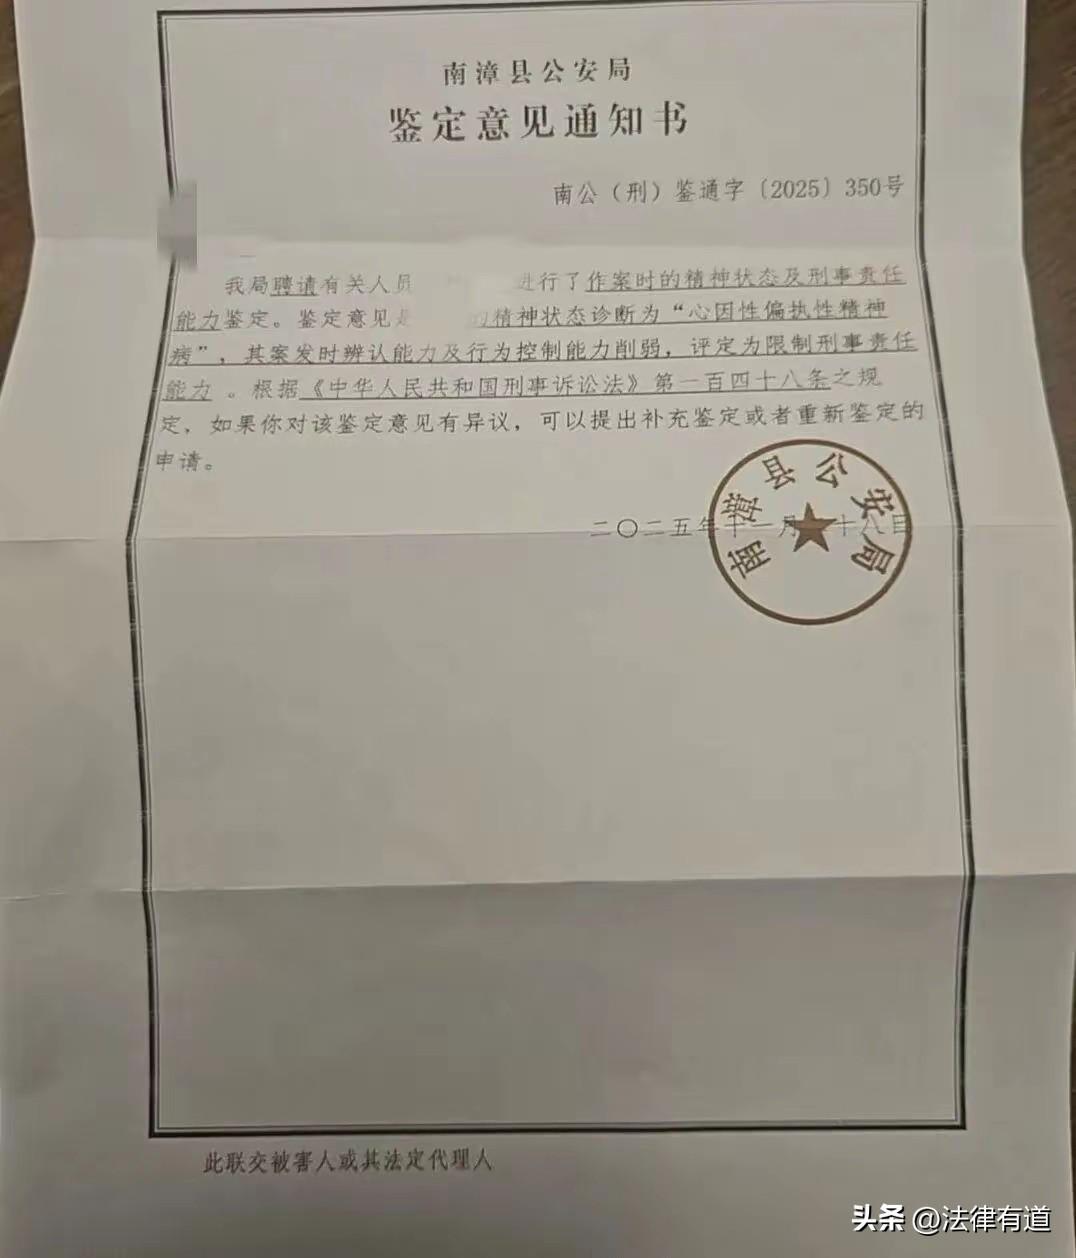 南漳县公安局
鉴定意见通知书
南公（刑）鉴通字〔2025〕350号
我局聘请有关人员 进行了作案时的精神状态及刑事责任
能力鉴定。鉴定意见是 的精神状态诊断为“心因性偏执性精神
病”，其案发时辨认能力及行为控制能力削弱，评定为限制刑事责任
能力。根据《中华人民共和国刑事诉讼法》第一百四十八条之规
定，如果你对该鉴定意见有异议，可以提出补充鉴定或者重新鉴定的
申请。
南漳县公安局
二〇二五年十一月 十八日
此联交被害人或其法定代理人
头条 @法律有道